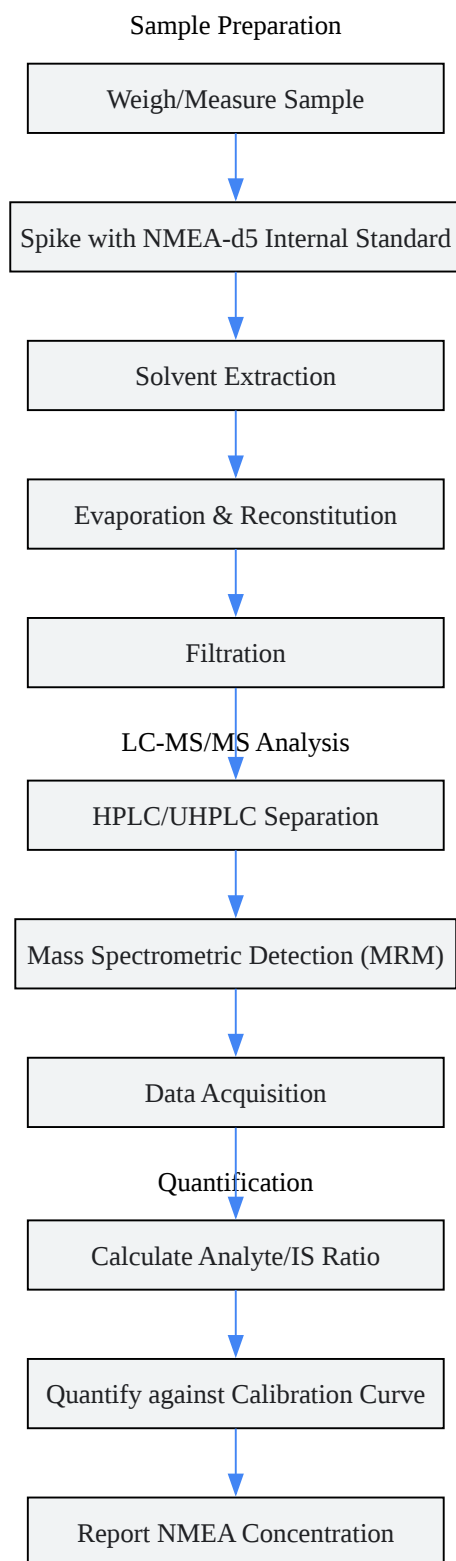 Sample Preparation
Weigh/Measure Sample
Spike with NMEA-d5 Internal Standard
Solvent Extraction
Evaporation & Reconstitution
Filtration
LC-MS/MS Analysis
HPLC/UHPLC Separation
Mass Spectrometric Detection (MRM)
Data Acquisition
Quantification
Calculate Analyte/IS Ratio
Quantify against Calibration Curve
Report NMEA Concentration